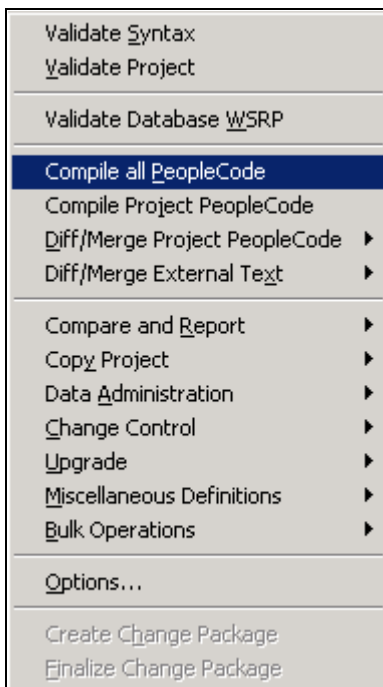 Validate Syntax
Validate Project
Validate Database WSRP
Compile all PeopleCode
Compile Project PeopleCode
Diff/Merge Project PeopleCode
Diff/Merge External Text
Compare and Report
Copy Project
Data Administration
Change Control
Upgrade
Miscellaneous Definitions
Bulk Operations
Options...
Create Change Package
Finalize Change Package